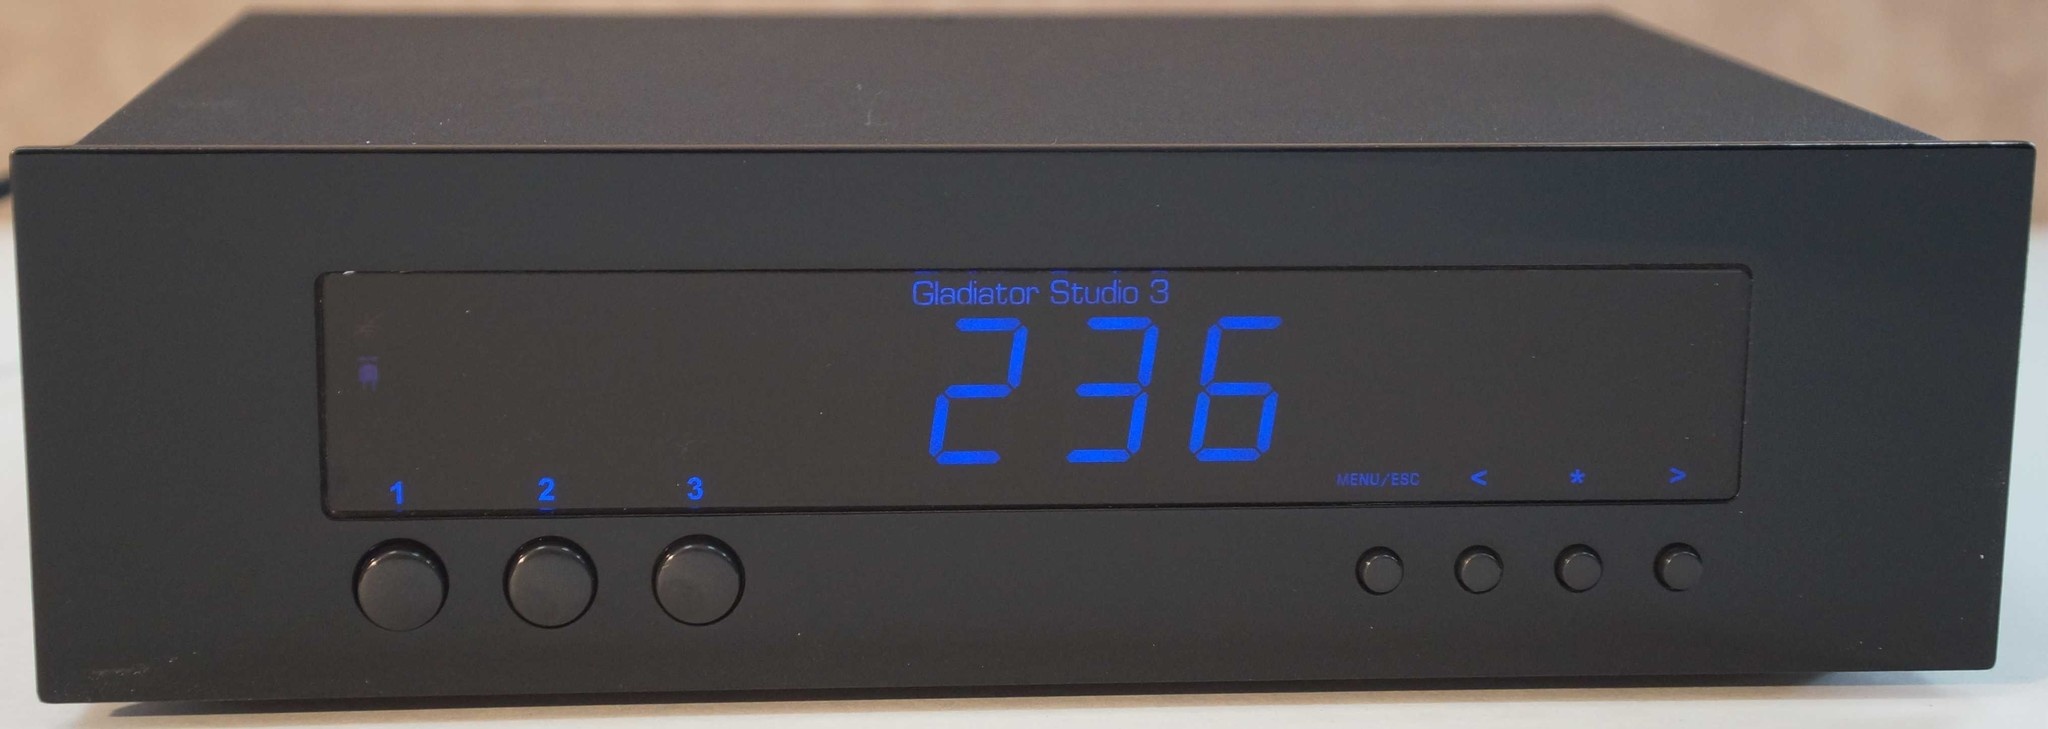 Gladiator Studio 3
236
1 2 3
MENU/ESC < * >